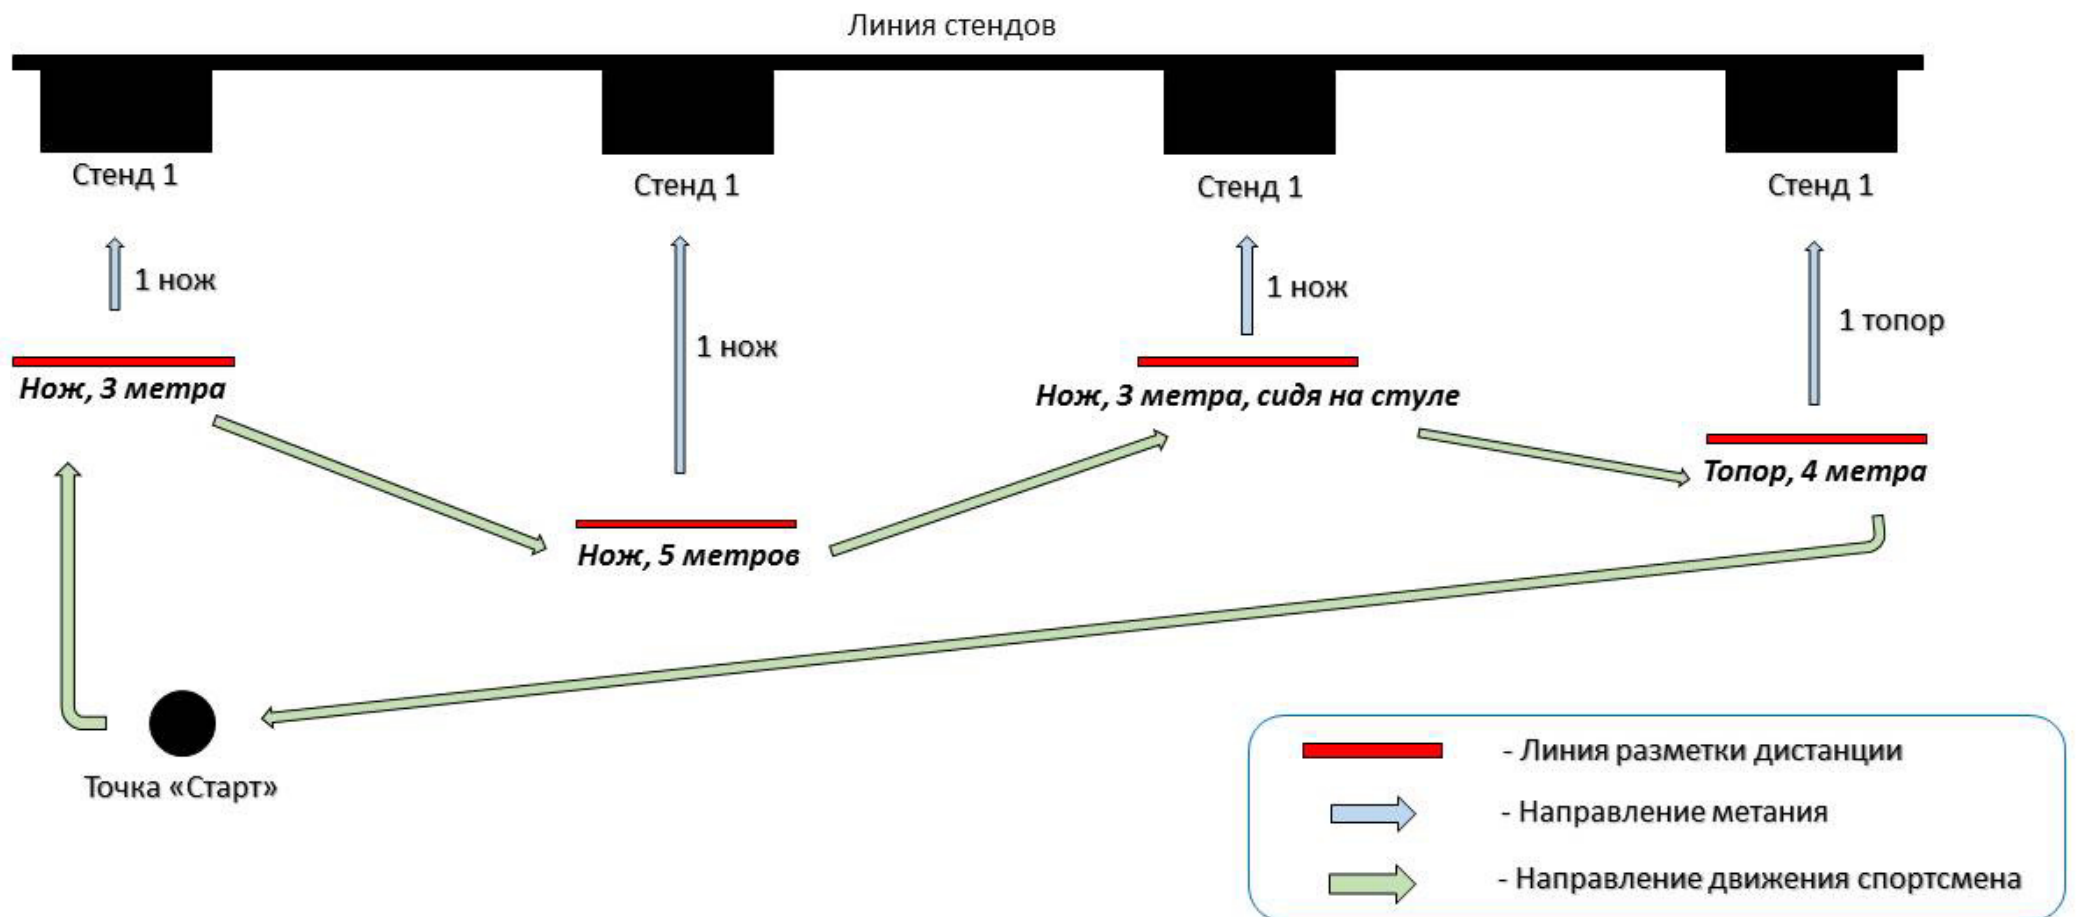 Линия стендов
Стенд 1
Стенд 1
Стенд 1
Стенд 1
1 нож
1 нож
1 нож
1 топор
Нож, 3 метра
Нож, 5 метров
Нож, 3 метра, сидя на стуле
Топор, 4 метра
Точка «Старт»
- Линия разметки дистанции
- Направление метания
- Направление движения спортсмена